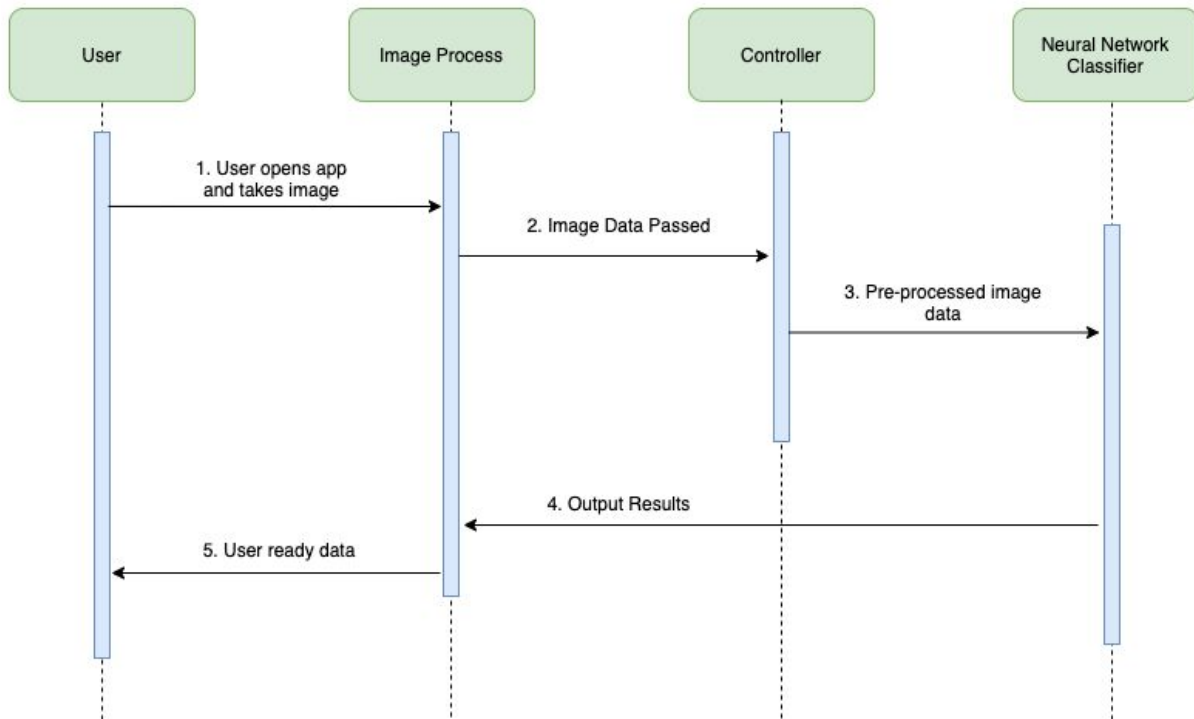 User
Image Process
Controller
Neural Network
Classifier
1. User opens app
and takes image
2. Image Data Passed
3. Pre-processed image
data
4. Output Results
5. User ready data